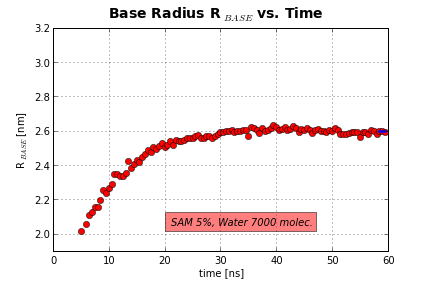 Base Radius R BASE vs. Time
3.2
3.0
2.8
2.6
2.4
2.2
2.0
R BASE [nm]
SAM 5%, Water 7000 molec.
0 10 20 30 40 50 60
time [ns]